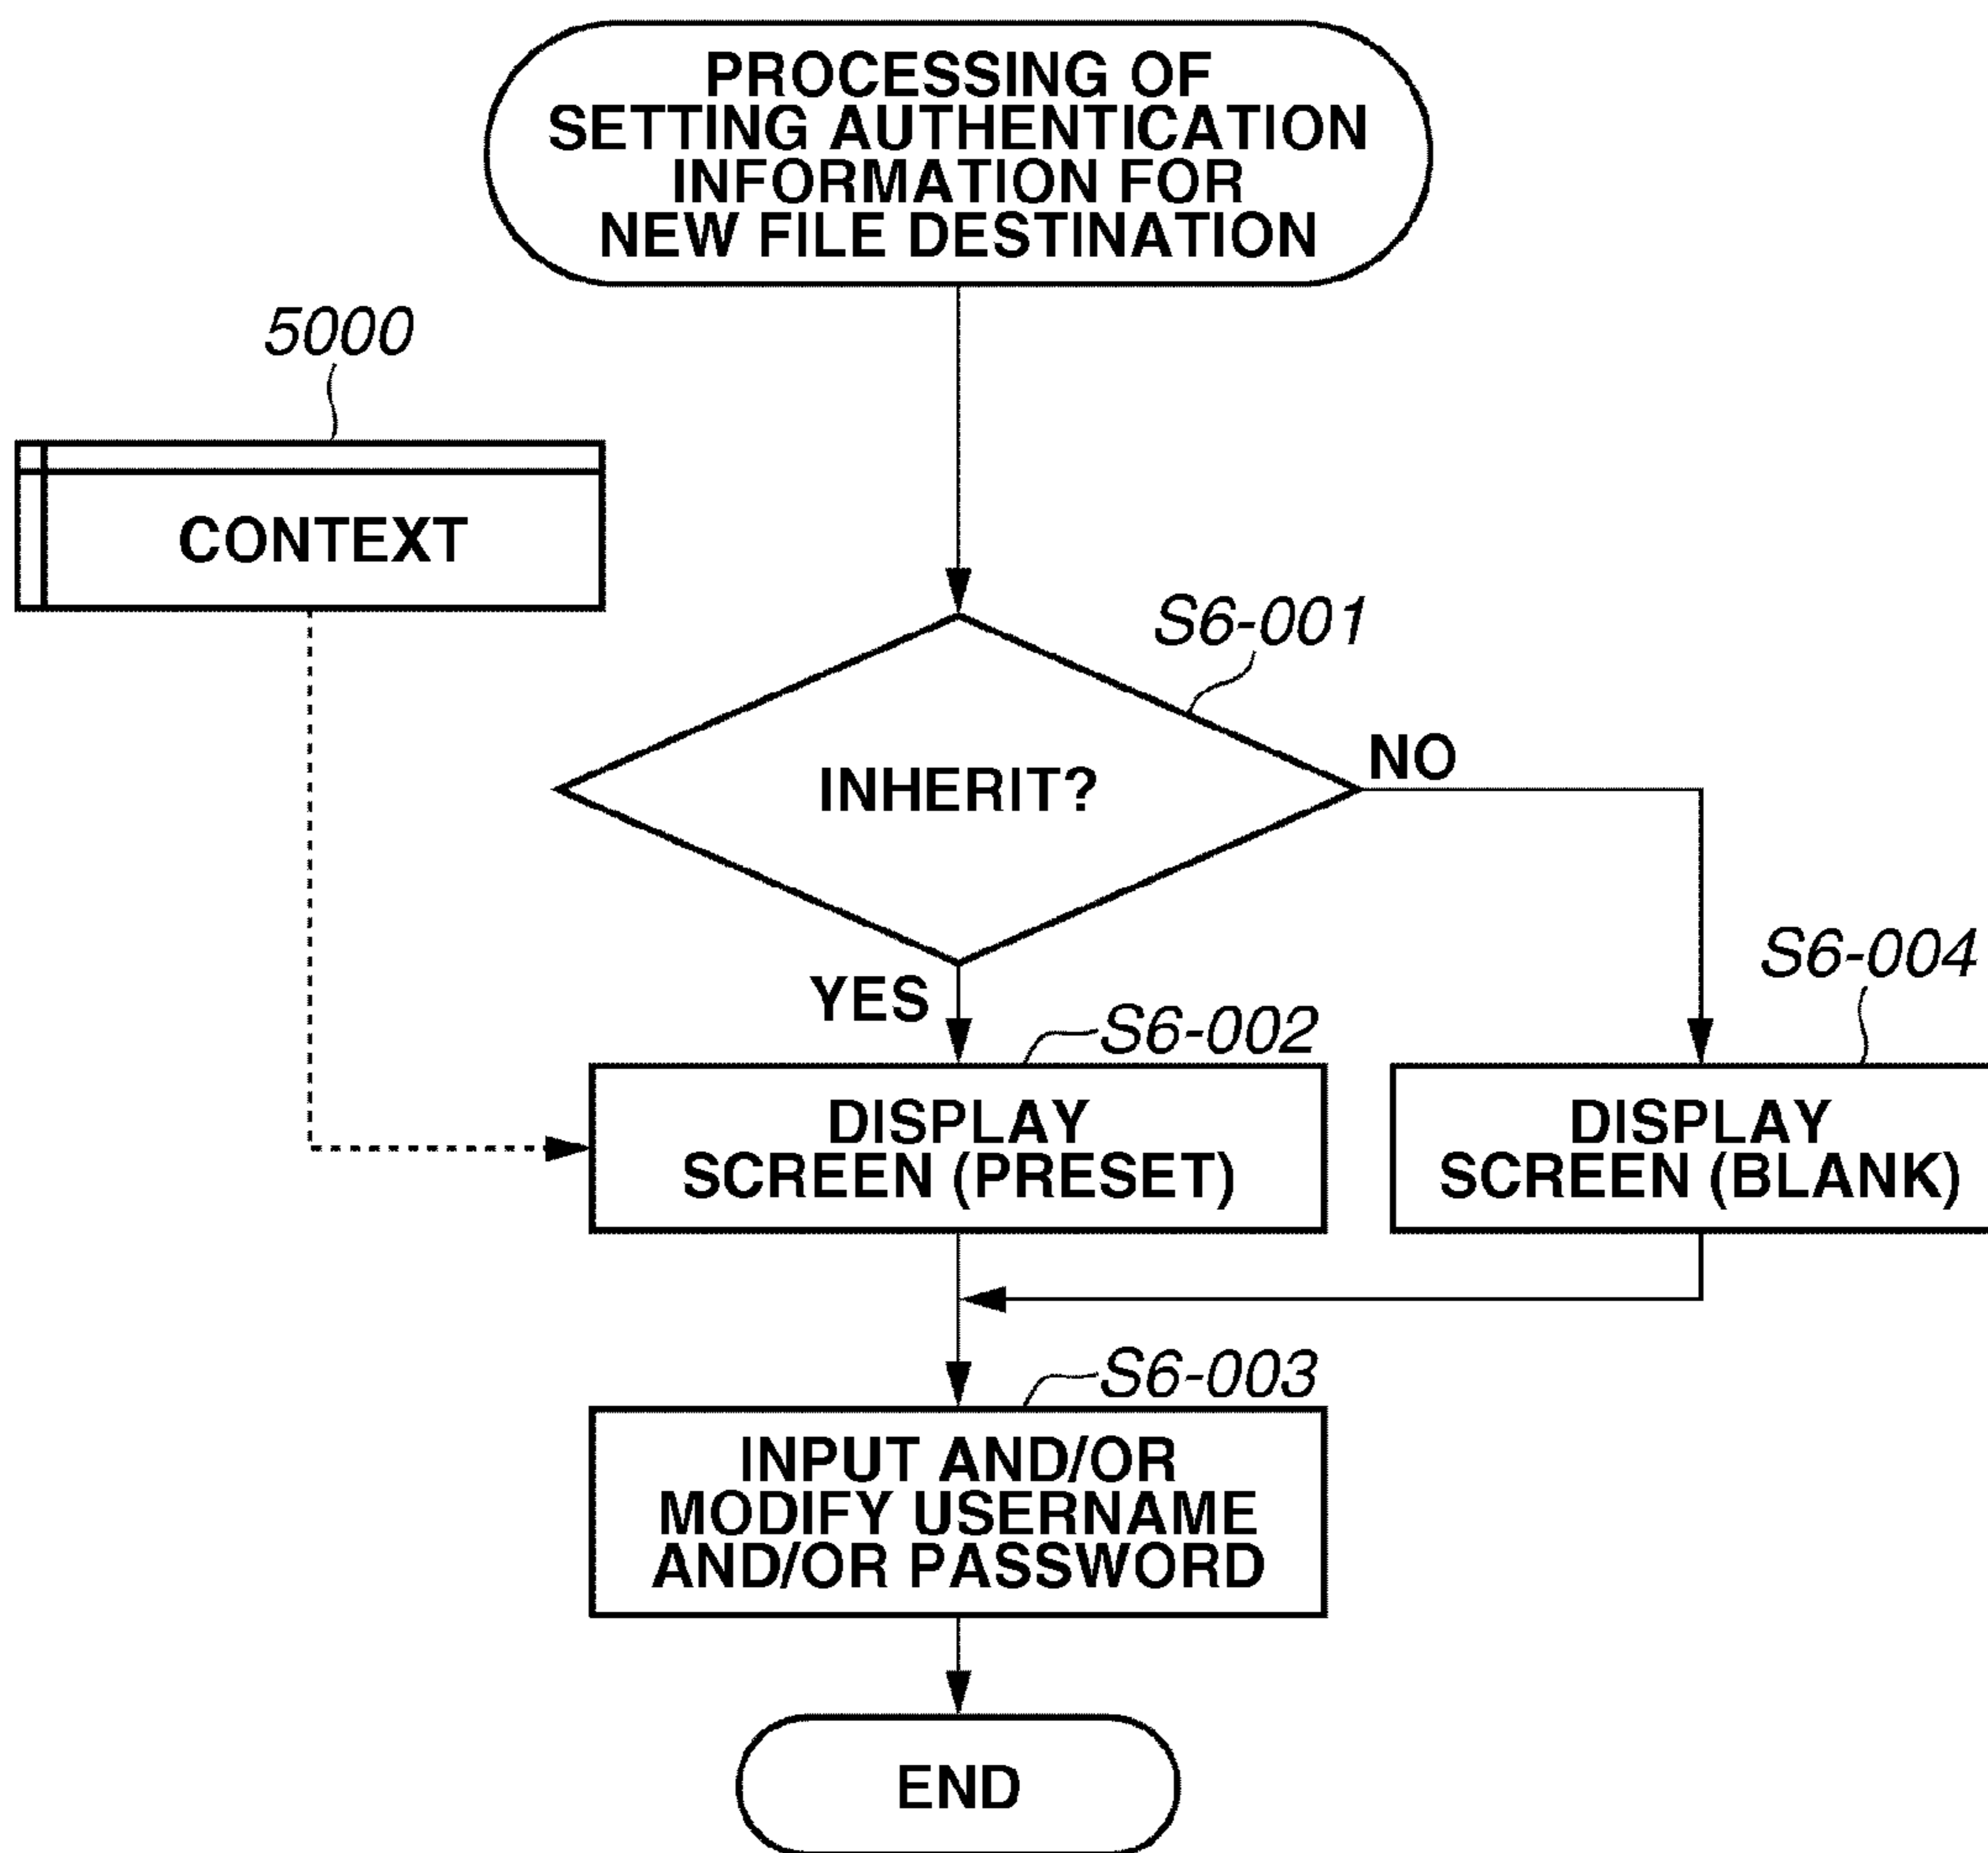 PROCESSING OF
SETTING AUTHENTICATION
INFORMATION FOR
NEW FILE DESTINATION
5000
CONTEXT
S6-001
INHERIT?
NO
YES
S6-002
S6-004
DISPLAY
SCREEN (PRESET)
DISPLAY
SCREEN (BLANK)
S6-003
INPUT AND/OR
MODIFY USERNAME
AND/OR PASSWORD
END